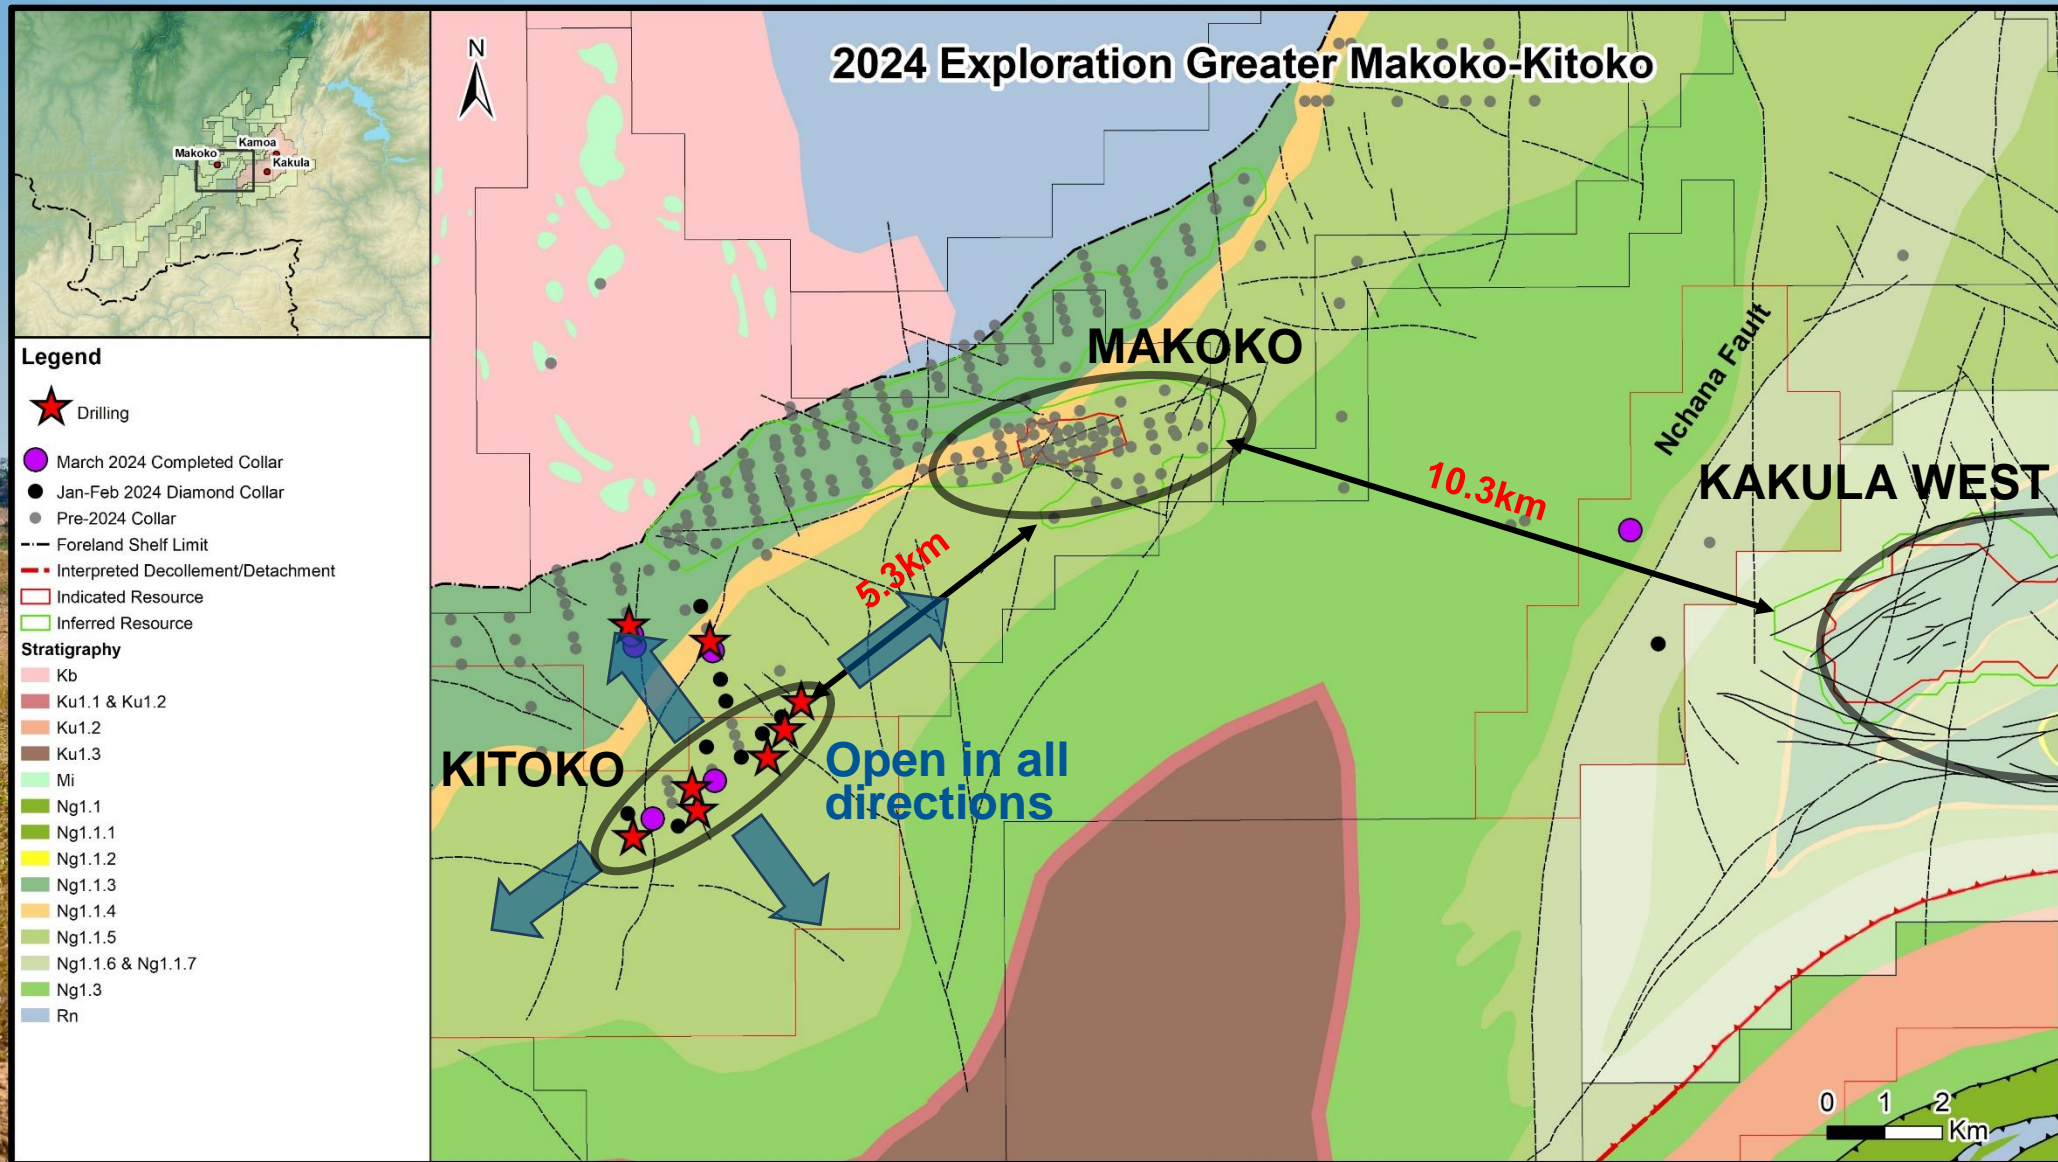 2024 Exploration Greater Makoko-Kitoko
N
Makoko
Kamoa
Kakula
Legend
Drilling
March 2024 Completed Collar
Jan-Feb 2024 Diamond Collar
Pre-2024 Collar
Foreland Shelf Limit
Interpreted Decollement/Detachment
Indicated Resource
Inferred Resource
Stratigraphy
Kb
Ku1.1 & Ku1.2
Ku1.2
Ku1.3
Mi
Ng1.1
Ng1.1.1
Ng1.1.2
Ng1.1.3
Ng1.1.4
Ng1.1.5
Ng1.1.6 & Ng1.1.7
Ng1.3
Rn
MAKOKO
Nchana Fault
KAKULA WEST
10.3km
5.3km
KITOKO
Open in all
directions
0 1 2
Km